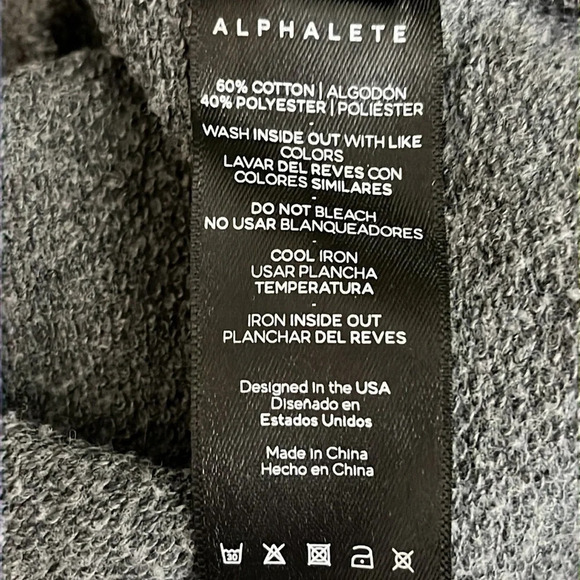 ALPHALETE
60% COTTON | ALGODÓN
40% POLYESTER | POLIÉSTER
-
WASH INSIDE OUT WITH LIKE
COLORS
LAVAR DEL REVES CON
COLORES SIMILARES
-
DO NOT BLEACH
NO USAR BLANQUEADORES
-
COOL IRON
USAR PLANCHA
TEMPERATURA
-
IRON INSIDE OUT
PLANCHAR DEL REVES
Designed in the USA
Diseñado en
Estados Unidos
Made in China
Hecho en China
30